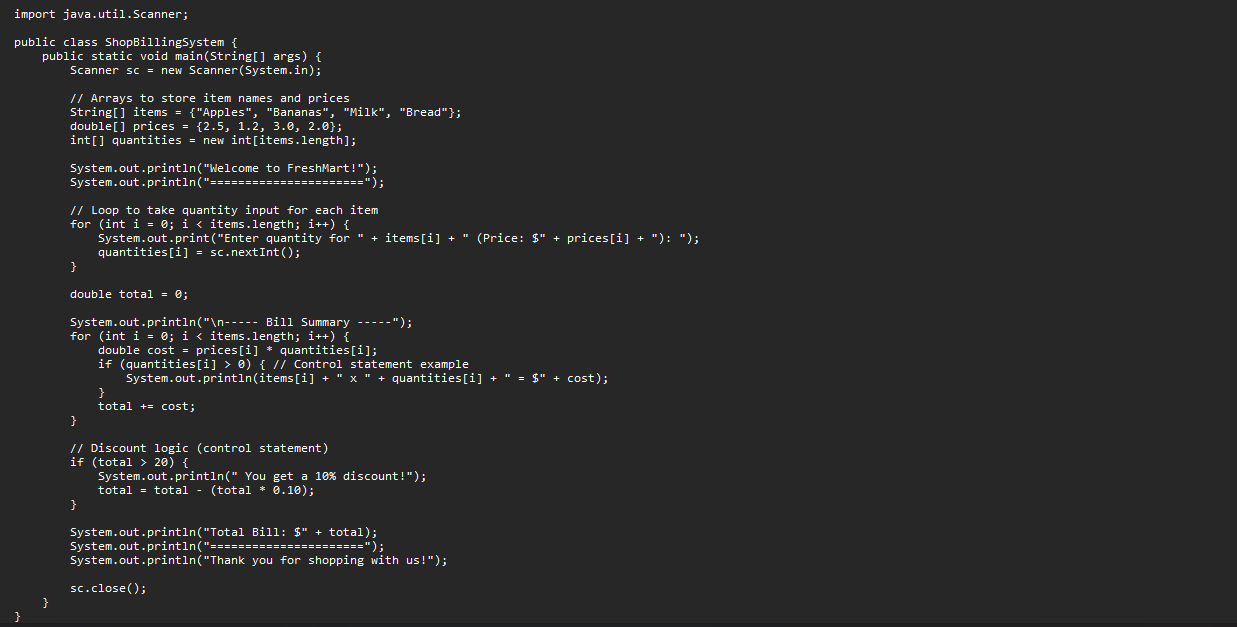 import java.util.Scanner;

public class ShopBillingSystem {
    public static void main(String[] args) {
        Scanner sc = new Scanner(System.in);

        // Arrays to store item names and prices
        String[] items = {"Apples", "Bananas", "Milk", "Bread"};
        double[] prices = {2.5, 1.2, 3.0, 2.0};
        int[] quantities = new int[items.length];

        System.out.println("Welcome to FreshMart!");
        System.out.println("======================");

        // Loop to take quantity input for each item
        for (int i = 0; i < items.length; i++) {
            System.out.print("Enter quantity for " + items[i] + " (Price: $" + prices[i] + "): ");
            quantities[i] = sc.nextInt();
        }

        double total = 0;

        System.out.println("\n----- Bill Summary -----");
        for (int i = 0; i < items.length; i++) {
            double cost = prices[i] * quantities[i];
            if (quantities[i] > 0) { // Control statement example
                System.out.println(items[i] + " x " + quantities[i] + " = $" + cost);
            }
            total += cost;
        }

        // Discount logic (control statement)
        if (total > 20) {
            System.out.println(" You get a 10% discount!");
            total = total - (total * 0.10);
        }

        System.out.println("Total Bill: $" + total);
        System.out.println("======================");
        System.out.println("Thank you for shopping with us!");

        sc.close();
    }
}